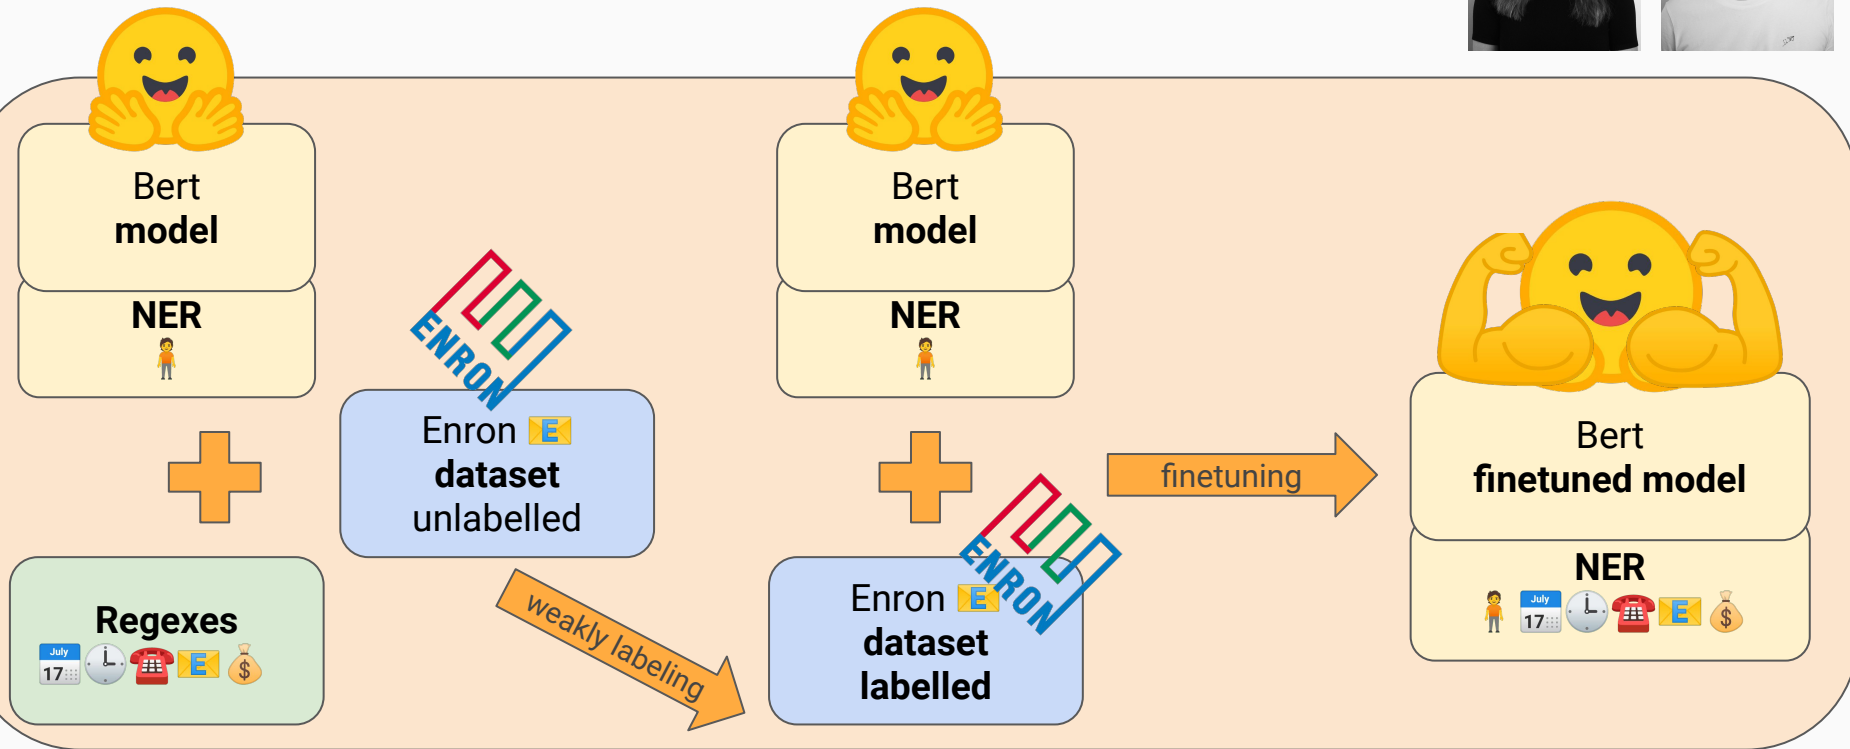 Bert
model
NER
Regexes
July
17
E
$
ENRON
Enron E
dataset
unlabelled
weakly labeling
Bert
model
NER
ENRON
Enron E
dataset
labelled
finetuning
Bert
finetuned model
NER
July
17
E
$